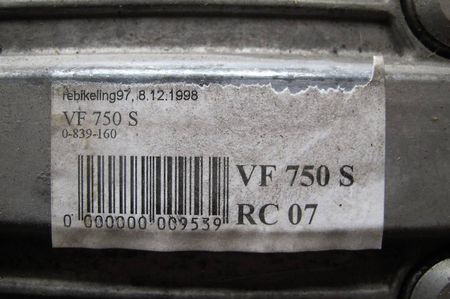 rebikeling97, 8.12.1998
VF 750 S
0-839-160
0 000000 009539
VF 750 S
RC 07